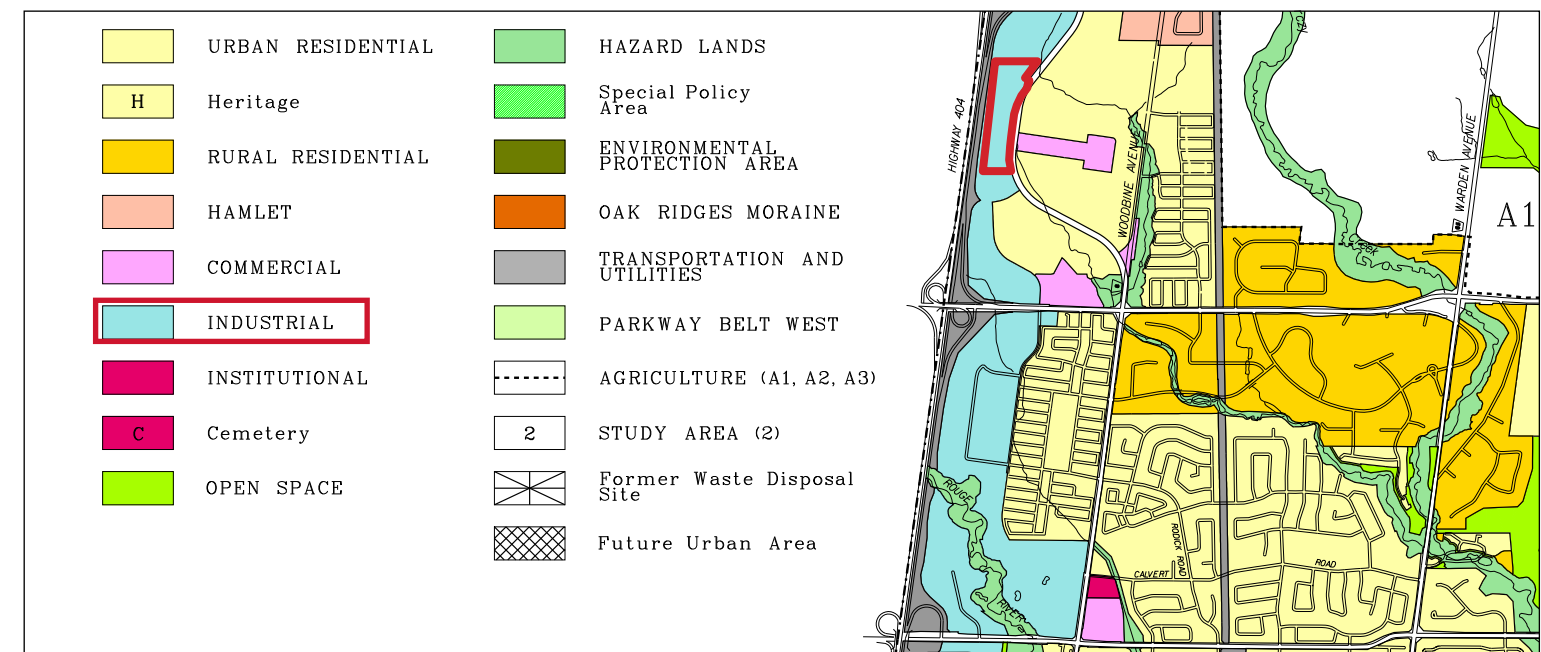 URBAN RESIDENTIAL
H
Heritage
RURAL RESIDENTIAL
HAMLET
COMMERCIAL
INDUSTRIAL
INSTITUTIONAL
C
Cemetery
OPEN SPACE
HAZARD LANDS
Special Policy
Area
ENVIRONMENTAL
PROTECTION AREA
OAK RIDGES MORAINE
TRANSPORTATION AND
UTILITIES
PARKWAY BELT WEST
AGRICULTURE (A1, A2, A3)
2
STUDY AREA (2)
Former Waste Disposal
Site
Future Urban Area
HIGHWAY 404
WOODBINE AVENUE
WARDEN AVENUE
A1
ROUGE
RIVER
RODICK ROAD
CALVERT
ROAD